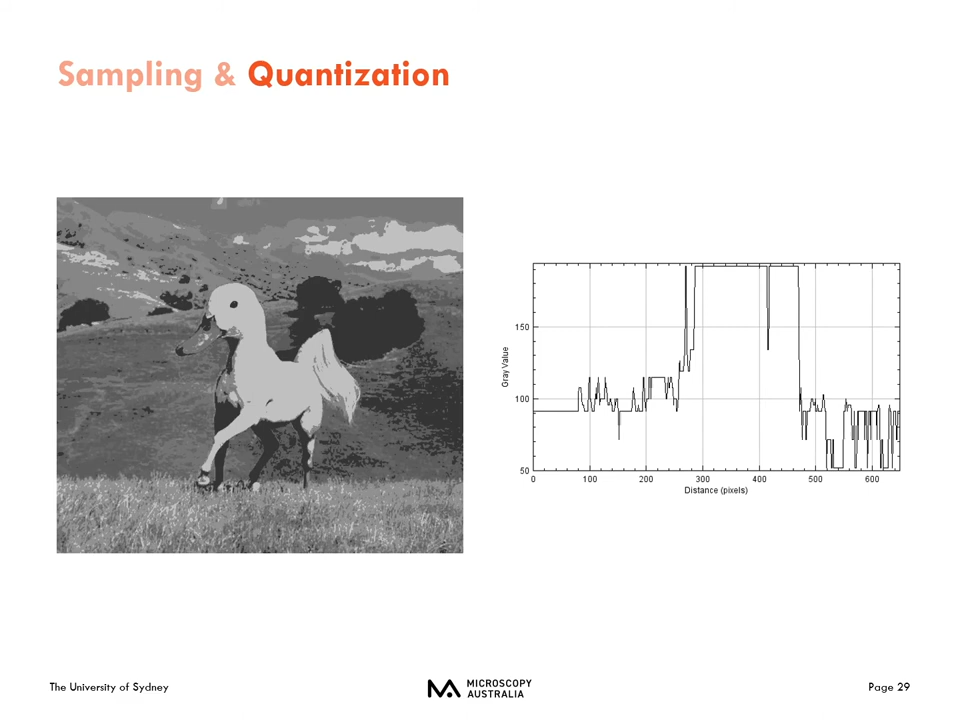 Sampling & Quantization
150
100
50
Gray Value
0 100 200 300 400 500 600
Distance (pixels)
The University of Sydney
MICROSCOPY
AUSTRALIA
Page 29